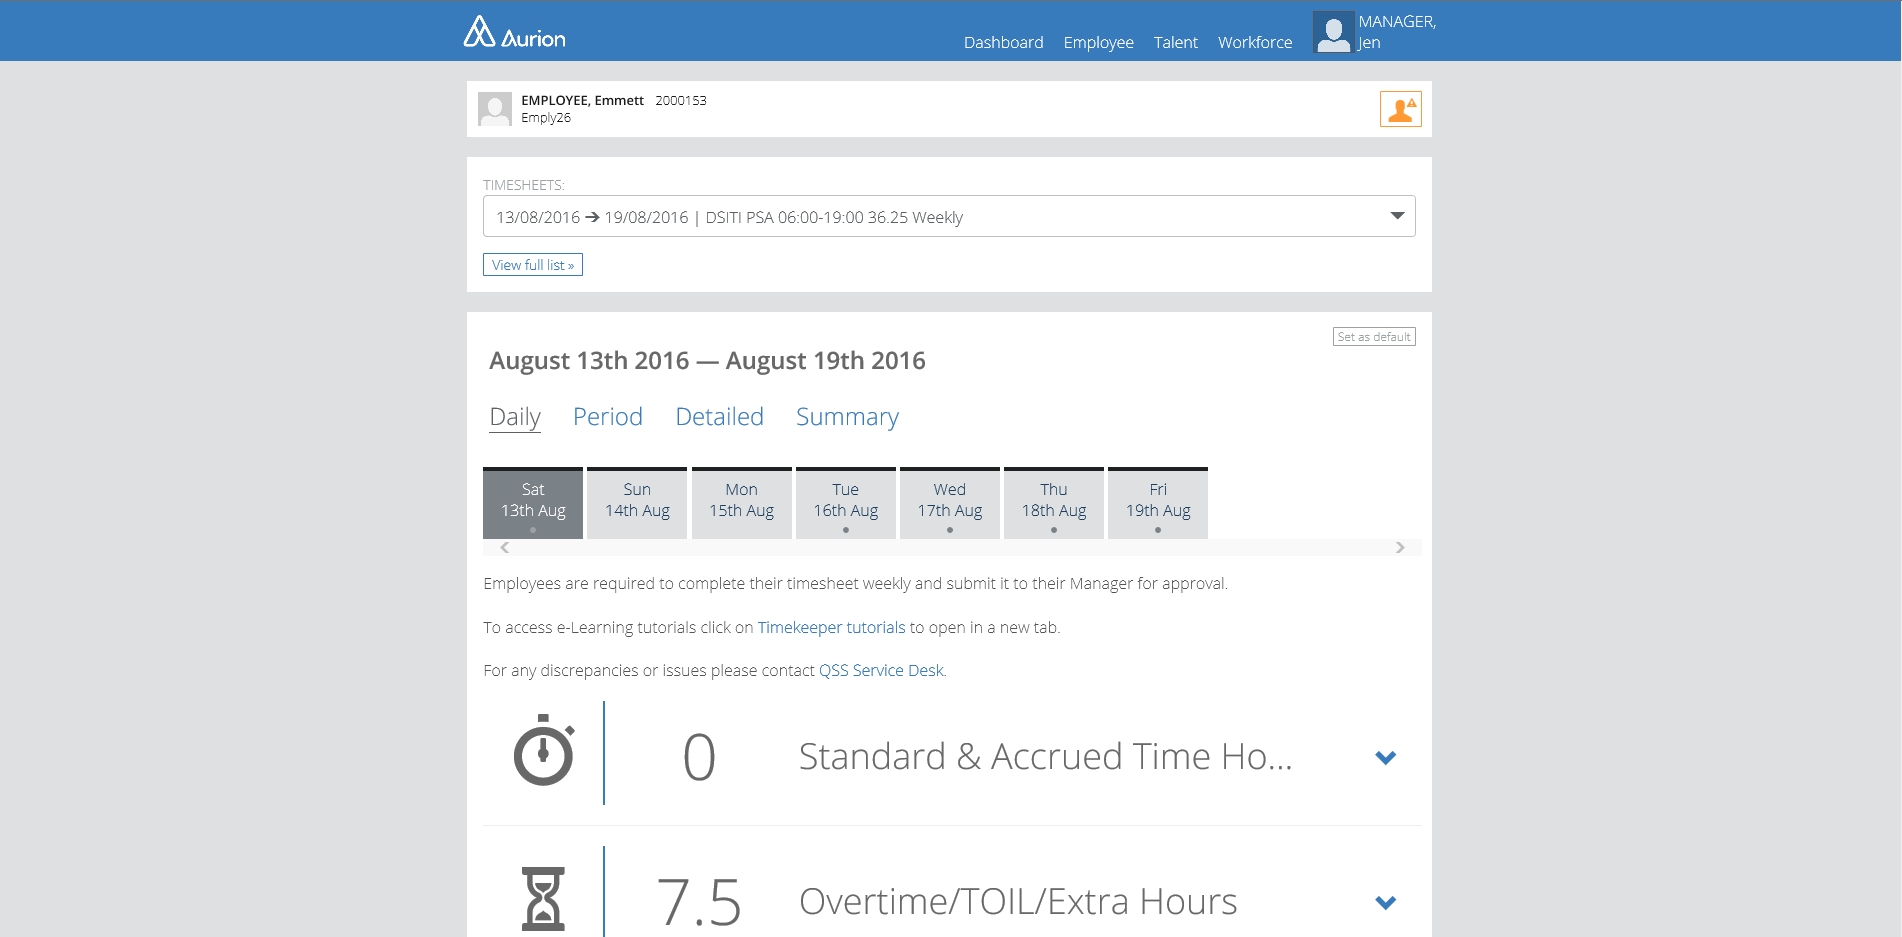 Aurion
Dashboard Employee Talent Workforce
MANAGER,
Jen
EMPLOYEE, Emmett 2000153
Emply26
TIMESHEETS:
13/08/2016 ➔ 19/08/2016 | DSITI PSA 06:00-19:00 36.25 Weekly
View full list »
Set as default
August 13th 2016 — August 19th 2016
Daily Period Detailed Summary
Sat Sun Mon Tue Wed Thu Fri
13th Aug 14th Aug 15th Aug 16th Aug 17th Aug 18th Aug 19th Aug
Employees are required to complete their timesheet weekly and submit it to their Manager for approval.
To access e-Learning tutorials click on Timekeeper tutorials to open in a new tab.
For any discrepancies or issues please contact QSS Service Desk.
0 Standard & Accrued Time Ho...
7.5 Overtime/TOIL/Extra Hours